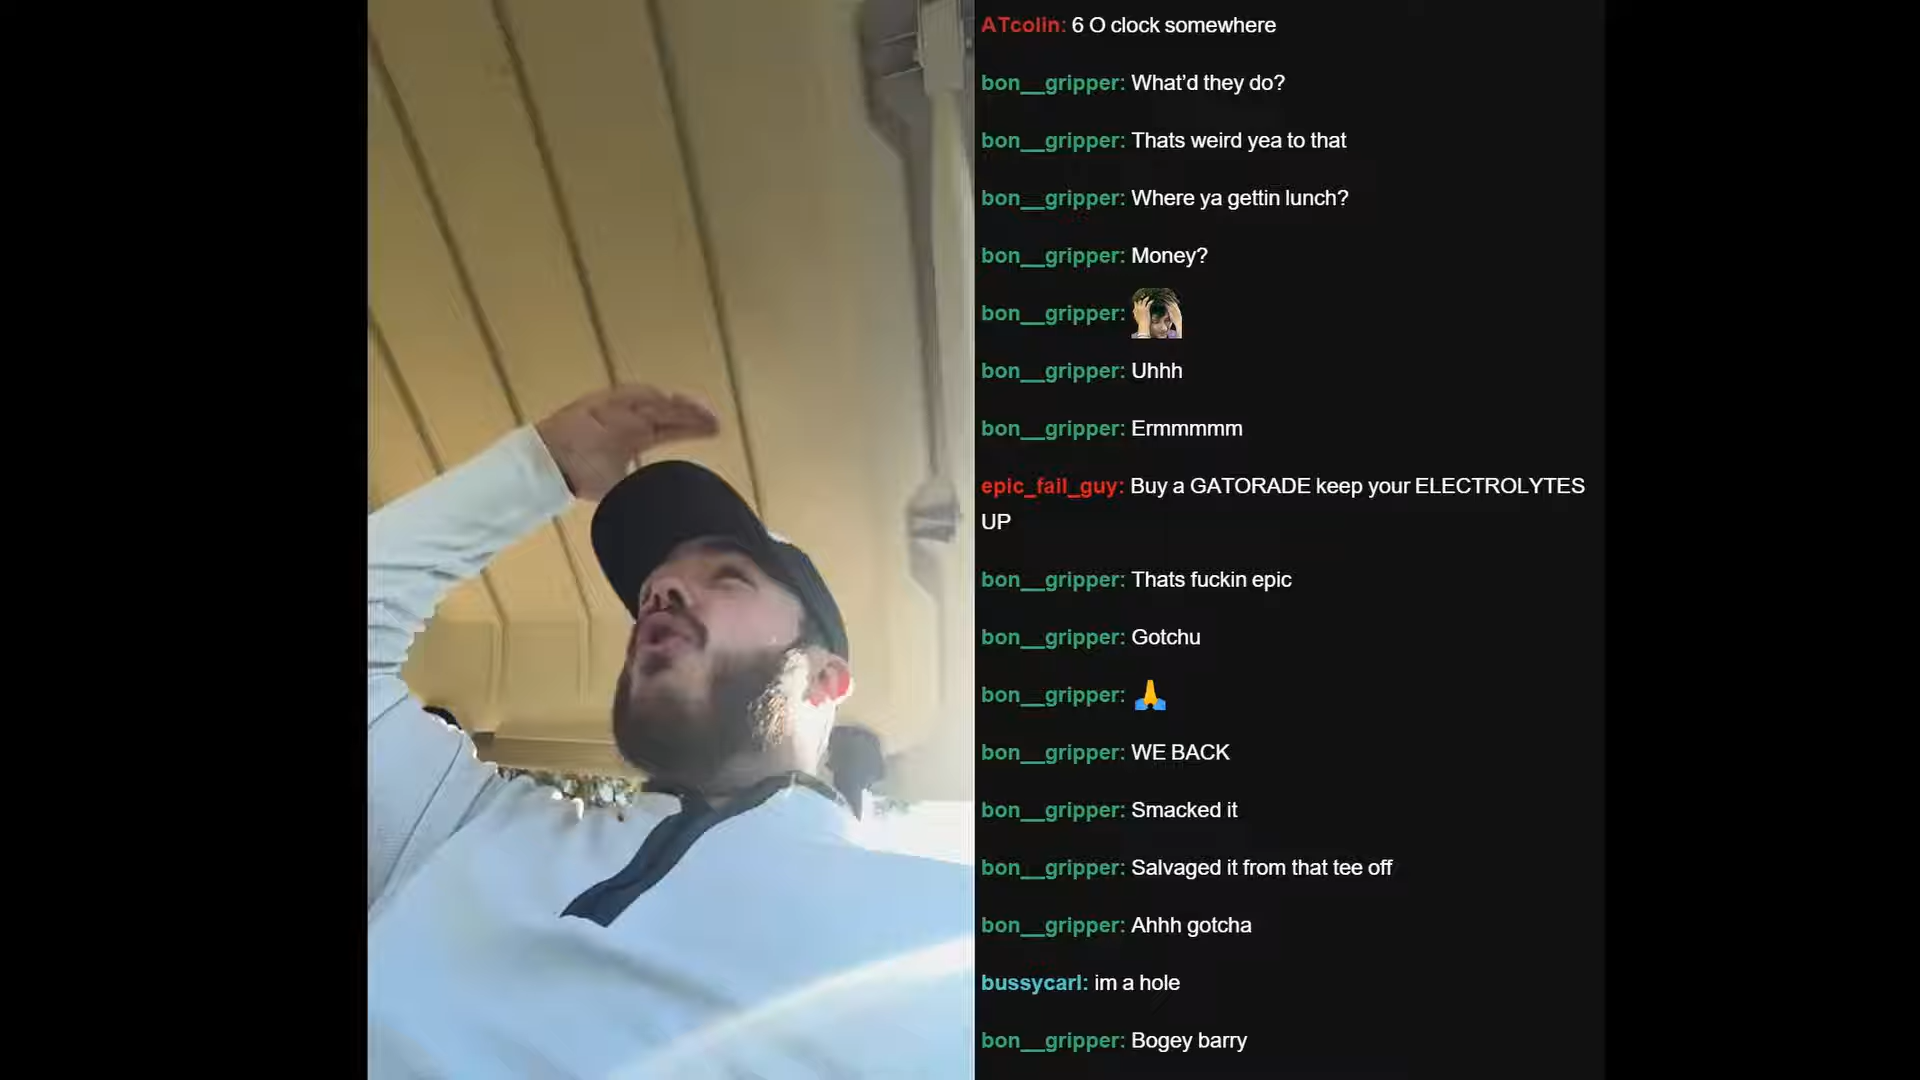 ATcolin: 6 O clock somewhere
bon__gripper: What’d they do?
bon__gripper: Thats weird yea to that
bon__gripper: Where ya gettin lunch?
bon__gripper: Money?
bon__gripper:
bon__gripper: Uhhh
bon__gripper: Ermmmmm
epic_fail_guy: Buy a GATORADE keep your ELECTROLYTES
UP
bon__gripper: Thats fuckin epic
bon__gripper: Gotchu
bon__gripper: 🙏
bon__gripper: WE BACK
bon__gripper: Smacked it
bon__gripper: Salvaged it from that tee off
bon__gripper: Ahhh gotcha
bussycarl: im a hole
bon__gripper: Bogey barry